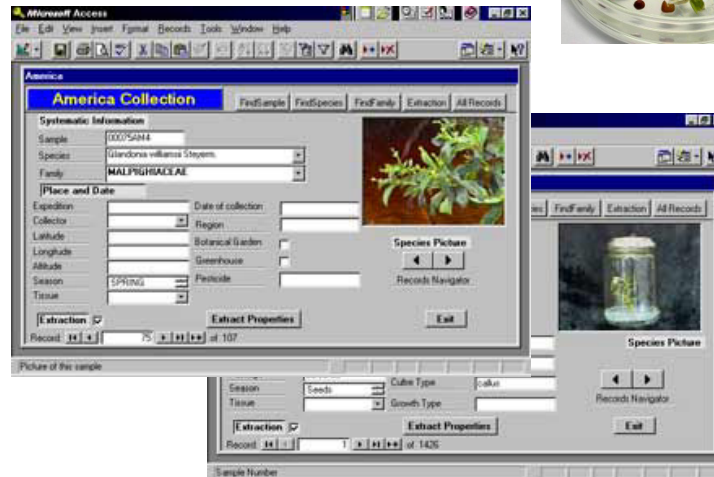 Microsoft Access
File Edit View Insert Format Records Tools Window Help
America
America Collection
FindSample FindSpecies FindFamily Extraction All Records
Systematic Information
Sample 00075AM4
Species Glandonia williamsii Steyerm.
Family MALPIGHIACEAE
Place and Date
Expedition
Collector
Latitude
Longitude
Altitude
Season SPRING
Tissue
Date of collection
Region
Botanical Garden
Greenhouse
Pesticide
Species Picture
Records Navigator
Extraction
Extract Properties
Exit
Record: 75 of 107
Picture of this sample
FindFamily Extraction All Records
Species Picture
Season Seeds
Tissue
Culture Type callus
Growth Type
Records Navigator
Extraction
Extract Properties
Exit
Record: 1 of 1426
Sample Number